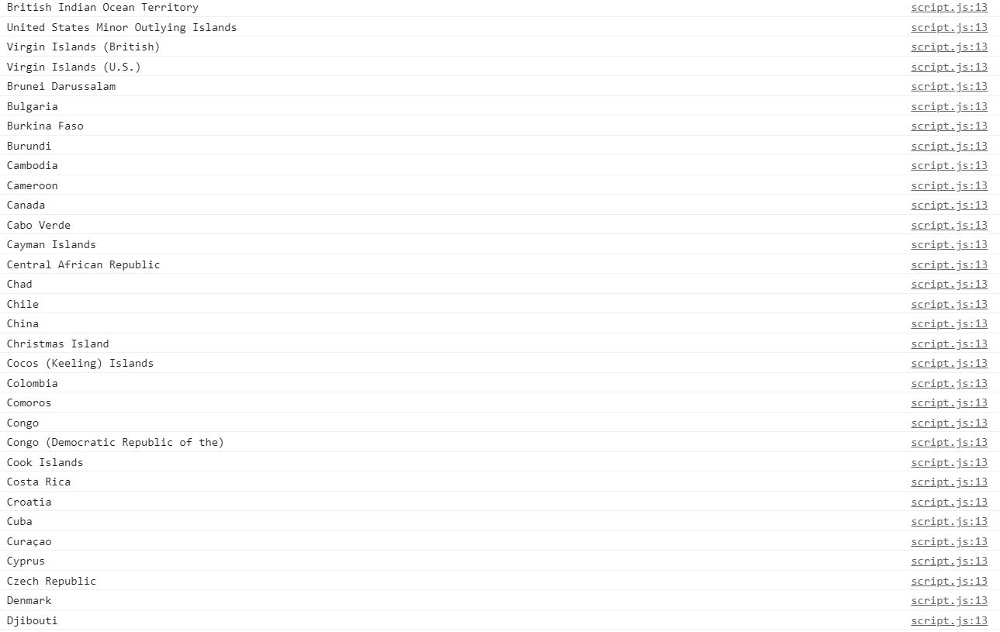 British Indian Ocean Territory script.js:13
United States Minor Outlying Islands script.js:13
Virgin Islands (British) script.js:13
Virgin Islands (U.S.) script.js:13
Brunei Darussalam script.js:13
Bulgaria script.js:13
Burkina Faso script.js:13
Burundi script.js:13
Cambodia script.js:13
Cameroon script.js:13
Canada script.js:13
Cabo Verde script.js:13
Cayman Islands script.js:13
Central African Republic script.js:13
Chad script.js:13
Chile script.js:13
China script.js:13
Christmas Island script.js:13
Cocos (Keeling) Islands script.js:13
Colombia script.js:13
Comoros script.js:13
Congo script.js:13
Congo (Democratic Republic of the) script.js:13
Cook Islands script.js:13
Costa Rica script.js:13
Croatia script.js:13
Cuba script.js:13
Curaçao script.js:13
Cyprus script.js:13
Czech Republic script.js:13
Denmark script.js:13
Djibouti script.js:13